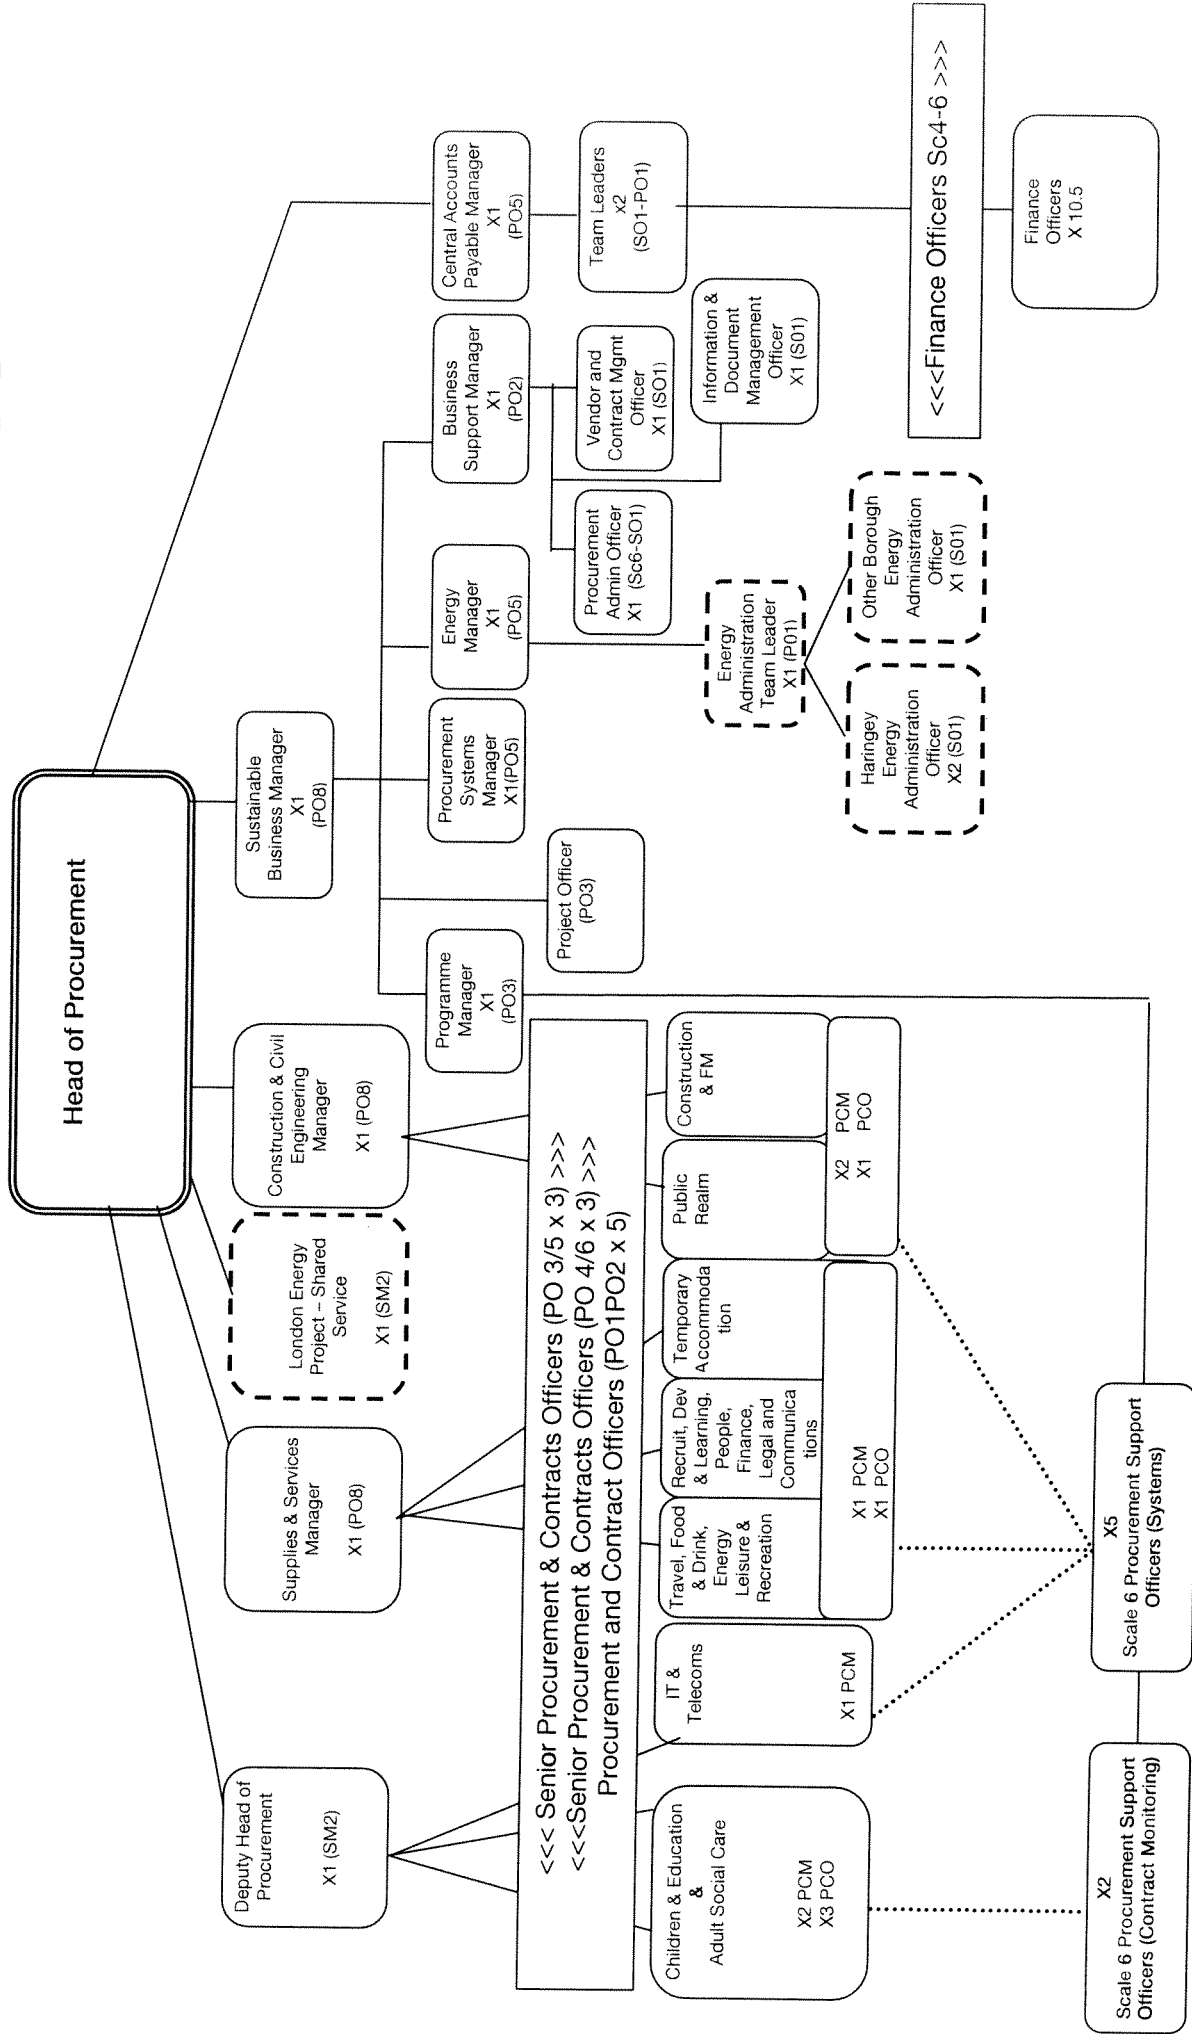 Head of Procurement
Deputy Head of
Procurement
X1 (SM2)
Supplies & Services
Manager
X1 (PO8)
London Energy
Project – Shared
Service
X1 (SM2)
Construction & Civil
Engineering
Manager
X1 (PO8)
Sustainable
Business Manager
X1
(PO8)
Programme
Manager
X1
(PO3)
Project Officer
(PO3)
Procurement
Systems
Manager
X1(PO5)
Energy
Manager
X1
(PO5)
Business
Support Manager
X1
(PO2)
Central Accounts
Payable Manager
X1
(PO5)
Procurement
Admin Officer
X1 (Sc6-SO1)
Vendor and
Contract Mgmt
Officer
X1 (SO1)
Team Leaders
x2
(SO1-PO1)
Information &
Document
Management
Officer
X1 (S01)
Energy
Administration
Team Leader
X1 (P01)
Haringey
Energy
Administration
Officer
X2 (S01)
Other Borough
Energy
Administration
Officer
X1 (S01)
<<<Finance Officers Sc4-6 >>>
Finance
Officers
X 10.5
<<< Senior Procurement & Contracts Officers (PO 3/5 x 3) >>>
<<<Senior Procurement & Contracts Officers (PO 4/6 x 3) >>>
Procurement and Contract Officers (PO1PO2 x 5)
Children & Education
&
Adult Social Care
X2 PCM
X3 PCO
IT &
Telecoms
X1 PCM
Travel, Food
& Drink,
Energy
Leisure &
Recreation
Recruit, Dev
& Learning,
People,
Finance,
Legal and
Communica
tions
Temporary
Accommoda
tion
X1 PCM
X1 PCO
Public
Realm
Construction
& FM
X2 PCM
X1 PCO
X2
Scale 6 Procurement Support
Officers (Contract Monitoring)
X5
Scale 6 Procurement Support
Officers (Systems)